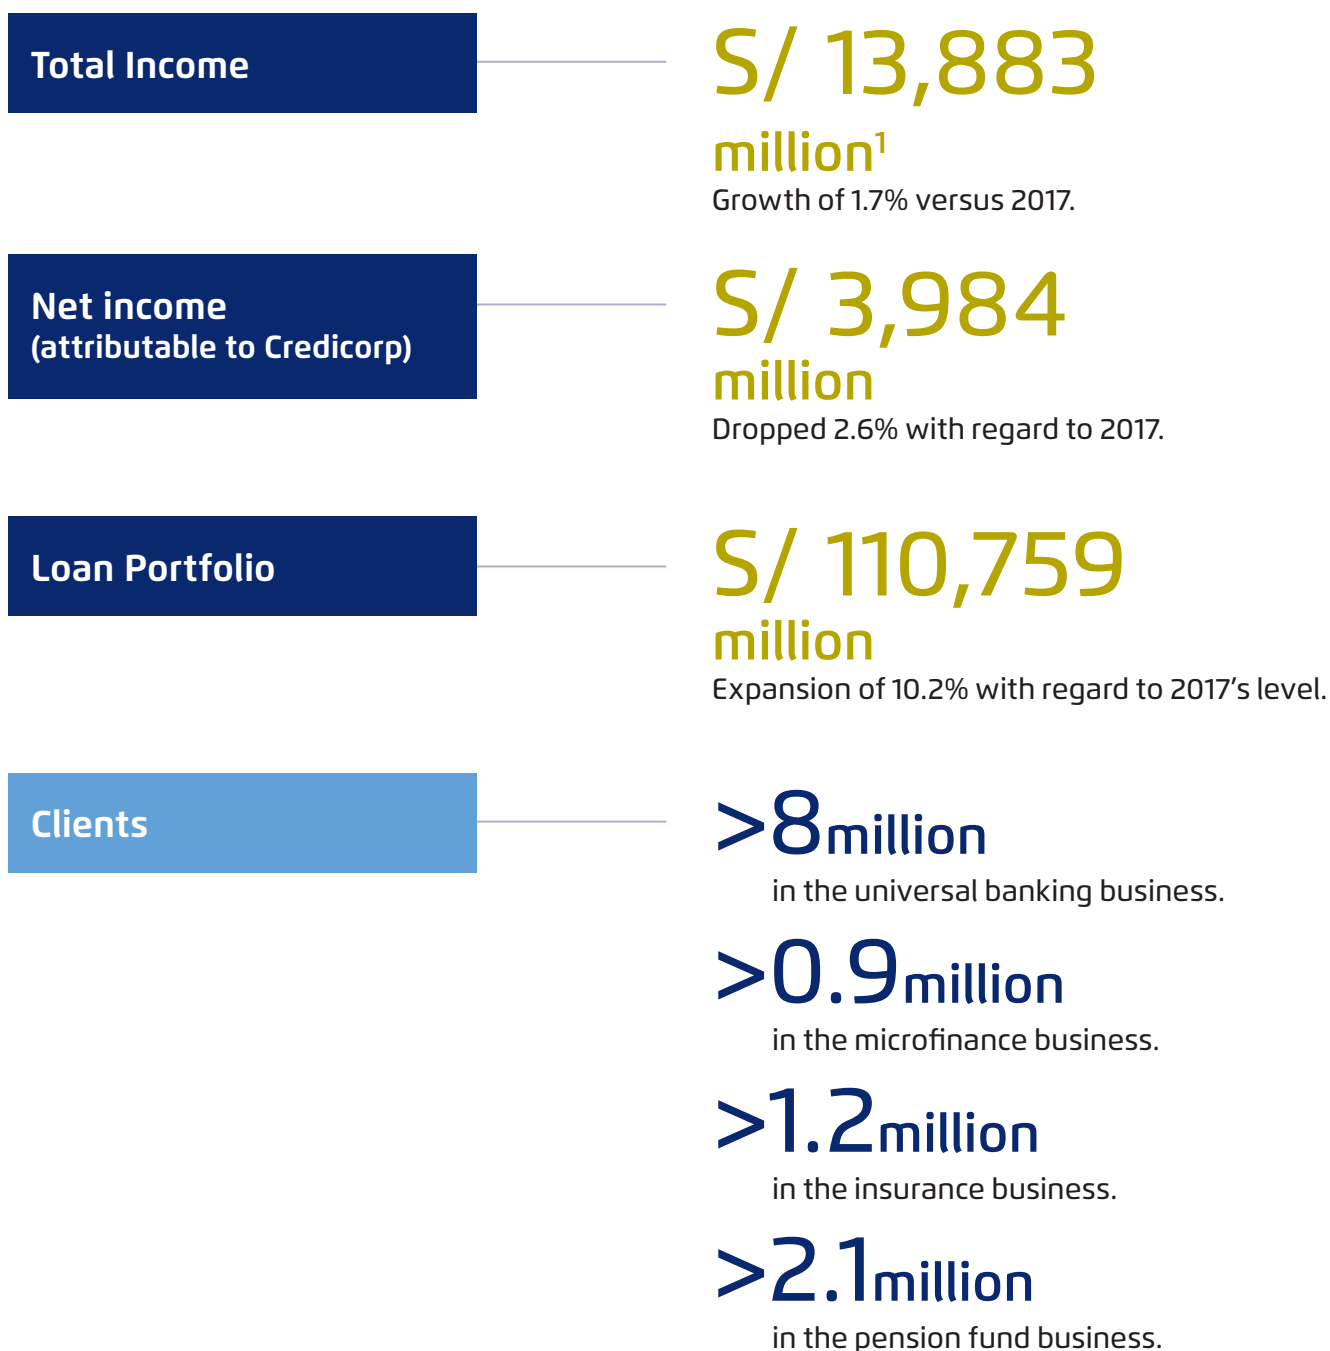 Total Income
S/ 13,883
million¹
Growth of 1.7% versus 2017.
Net income
(attributable to Credicorp)
S/ 3,984
million
Dropped 2.6% with regard to 2017.
Loan Portfolio
S/ 110,759
million
Expansion of 10.2% with regard to 2017’s level.
Clients
>8million
in the universal banking business.
>0.9million
in the microfinance business.
>1.2million
in the insurance business.
>2.1million
in the pension fund business.